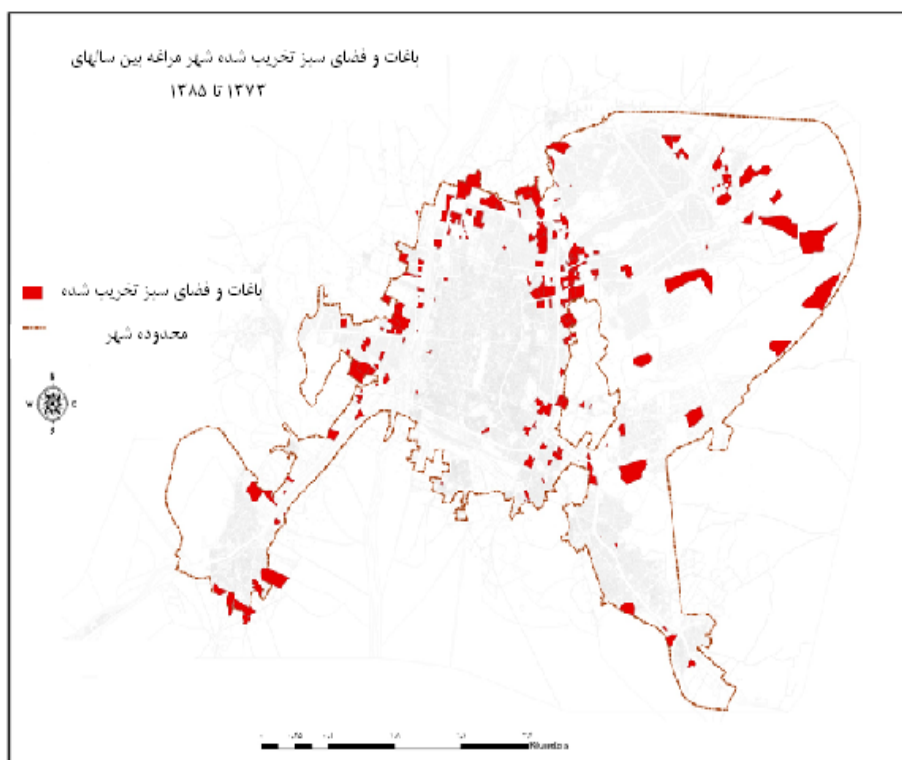 باغات و فضای سبز تخریب شده شهر مراغه بین سالهای
۱۳۷۳ تا ۱۳۸۵
باغات و فضای سبز تخریب شده
محدوده شهر
W
E
S